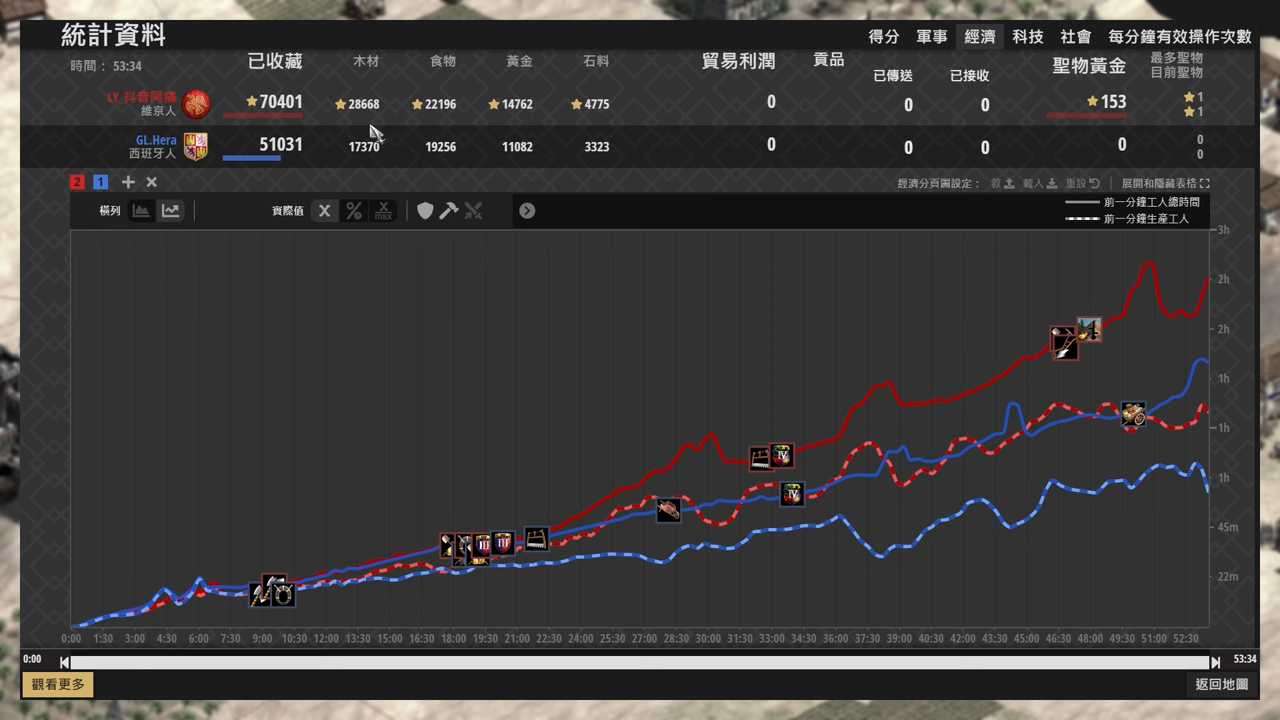 統計資料
得分 軍事 經濟 科技 社會 每分鐘有效操作次數
時間： 53:34
已收藏 木材 食物 黃金 石料 貿易利潤 貢品 已傳送 已接收 聖物黃金 最多聖物
目前聖物
LY_抖音阿痛
維京人
70401 28668 22196 14762 4775 0 0 0 153 1
1
GL.Hera
西班牙人
51031 17370 19256 11082 3323 0 0 0 0 0
0
2 1
經濟分頁圖設定： 載入 重設 展開和隱藏表格
橫列 實際值 X % X/max
前一分鐘工人總時間
前一分鐘生產工人
3h
2h
2h
1h
1h
1h
45m
22m
0:00 1:30 3:00 4:30 6:00 7:30 9:00 10:30 12:00 13:30 15:00 16:30 18:00 19:30 21:00 22:30 24:00 25:30 27:00 28:30 30:00 31:30 33:00 34:30 36:00 37:30 39:00 40:30 42:00 43:30 45:00 46:30 48:00 49:30 51:00 52:30
0:00 53:34
觀看更多 返回地圖